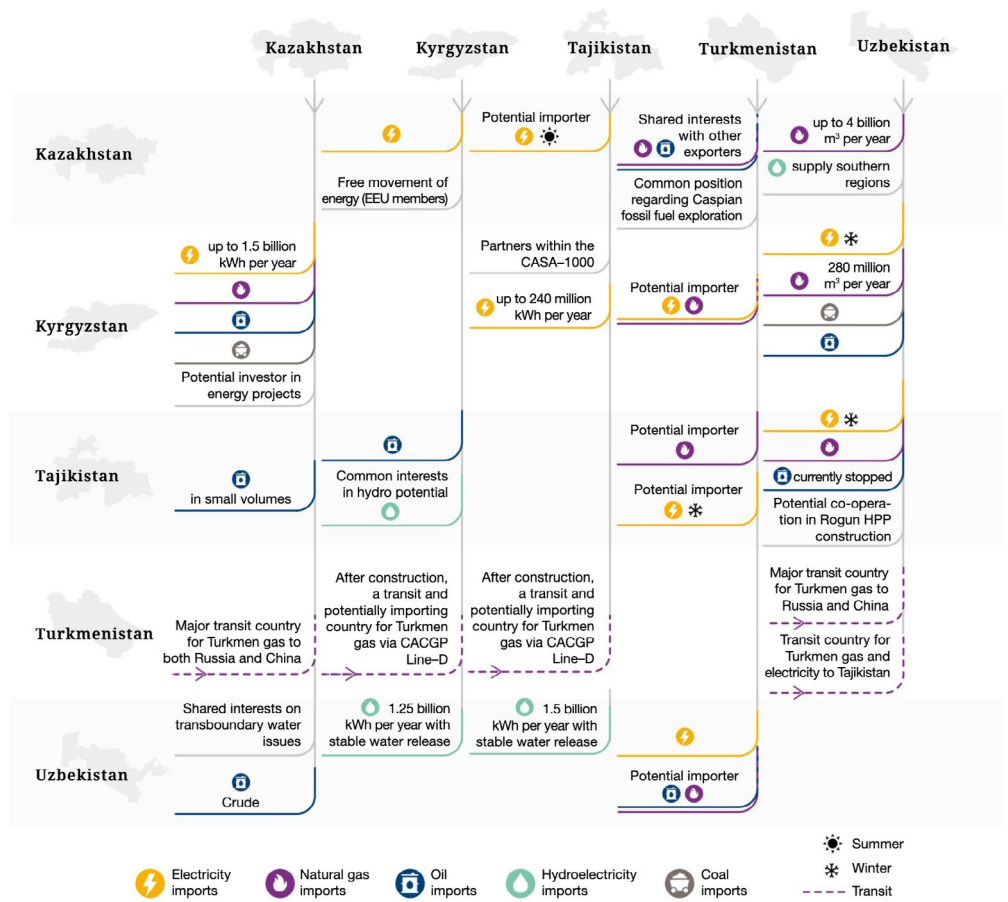 Kazakhstan
Kyrgyzstan
Tajikistan
Turkmenistan
Uzbekistan
Kazakhstan
Potential importer
Shared interests
with other
exporters
up to 4 billion
m³ per year
supply southern
regions
Free movement of
energy (EEU members)
Common position
regarding Caspian
fossil fuel exploration
Kyrgyzstan
up to 1.5 billion
kWh per year
Potential investor in
energy projects
Partners within the
CASA–1000
up to 240 million
kWh per year
Potential importer
280 million
m³ per year
Tajikistan
in small volumes
Common interests
in hydro potential
Potential importer
Potential importer
currently stopped
Potential co-opera-
tion in Rogun HPP
construction
Turkmenistan
Major transit country
for Turkmen gas to
both Russia and China
After construction,
a transit and
potentially importing
country for Turkmen
gas via CACGP
Line–D
After construction,
a transit and
potentially importing
country for Turkmen
gas via CACGP
Line–D
Major transit country
for Turkmen gas to
Russia and China
Transit country for
Turkmen gas and
electricity to Tajikistan
Uzbekistan
Shared interests on
transboundary water
issues
Crude
1.25 billion
kWh per year with
stable water release
1.5 billion
kWh per year with
stable water release
Potential importer
Electricity
imports
Natural gas
imports
Oil
imports
Hydroelectricity
imports
Coal
imports
Summer
Winter
Transit